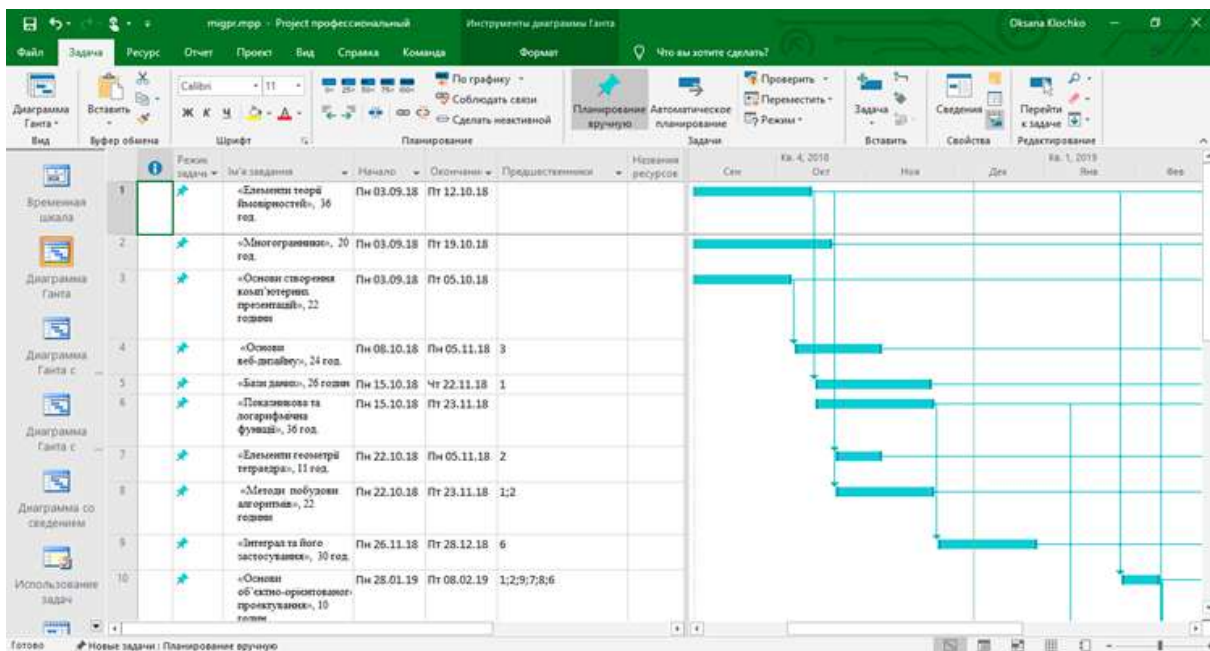 migpr.mpp - Project профессиональный
Инструменты диаграммы Ганта
Oksana Klochko
Файл Задача Ресурс Отчет Проект Вид Справка Команда Формат Что вы хотите сделать?
Диаграмма Ганта
Вставить
Calibri 11
Ж К Ч
По графику
Соблюдать связи
Сделать неактивной
Планирование вручную
Автоматическое планирование
Проверить
Переместить
Режим
Задача
Сведения
Перейти к задаче
Вид Буфер обмена Шрифт Планирование Задачи Вставить Свойства Редактирование
Режим задачи
Ім'я завдання
Начало
Окончание
Предшественники
Названия ресурсов
Кв. 4, 2018
Кв. 1, 2019
Сен Окт Ноя Дек Янв Фев
Временная шкала
Диаграмма Ганта
Диаграмма Ганта с ...
Диаграмма Ганта с ...
Диаграмма со сведением
Использование задач
1 «Елементи теорії
ймовірностей», 36
год.
Пн 03.09.18 Пт 12.10.18
2 «Многогранники», 20
год.
Пн 03.09.18 Пт 19.10.18
3 «Основи створення
комп'ютерних
презентацій», 22
години
Пн 03.09.18 Пт 05.10.18
4 «Основи
веб-дизайну», 24 год.
Пн 08.10.18 Пн 05.11.18 3
5 «Бази даних», 26 годин Пн 15.10.18 Чт 22.11.18 1
6 «Показникова та
логарифмічна
функції», 36 год.
Пн 15.10.18 Пт 23.11.18
7 «Елементи геометрії
тетраедра», 11 год.
Пн 22.10.18 Пн 05.11.18 2
8 «Методи побудови
алгоритмів», 22
години
Пн 22.10.18 Пт 23.11.18 1;2
9 «Інтеграл та його
застосування», 30 год.
Пн 26.11.18 Пт 28.12.18 6
10 «Основи
об'єктно-орієнтованого
проектування», 10
годин
Пн 28.01.19 Пт 08.02.19 1;2;9;7;8;6
Готово Новые задачи : Планирование вручную